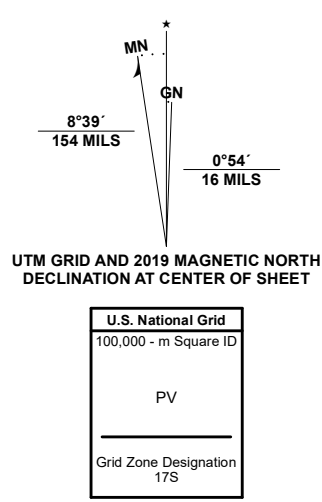 ★
MN
GN
8°39´
154 MILS
0°54´
16 MILS
UTM GRID AND 2019 MAGNETIC NORTH
DECLINATION AT CENTER OF SHEET
U.S. National Grid
100,000 - m Square ID
PV
Grid Zone Designation
17S